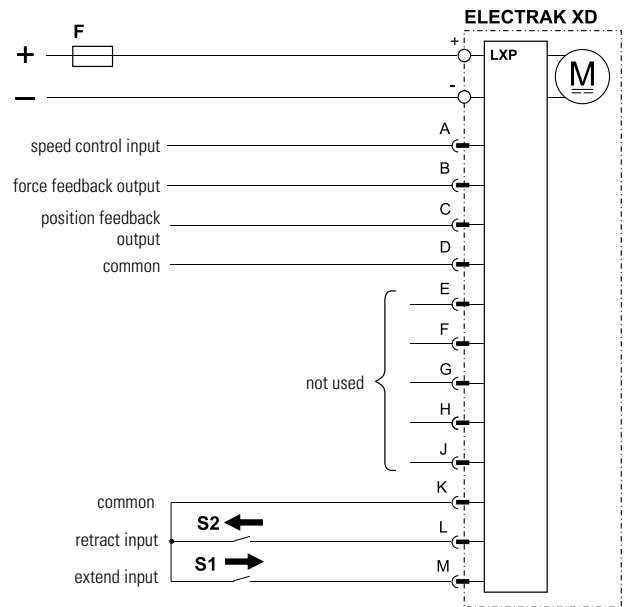 ELECTRAK XD
F
+
+
LXP
M
-
-
A
speed control input
B
force feedback output
C
position feedback
output
D
common
E
F
G
not used
H
J
K
common
S2
L
retract input
S1
M
extend input